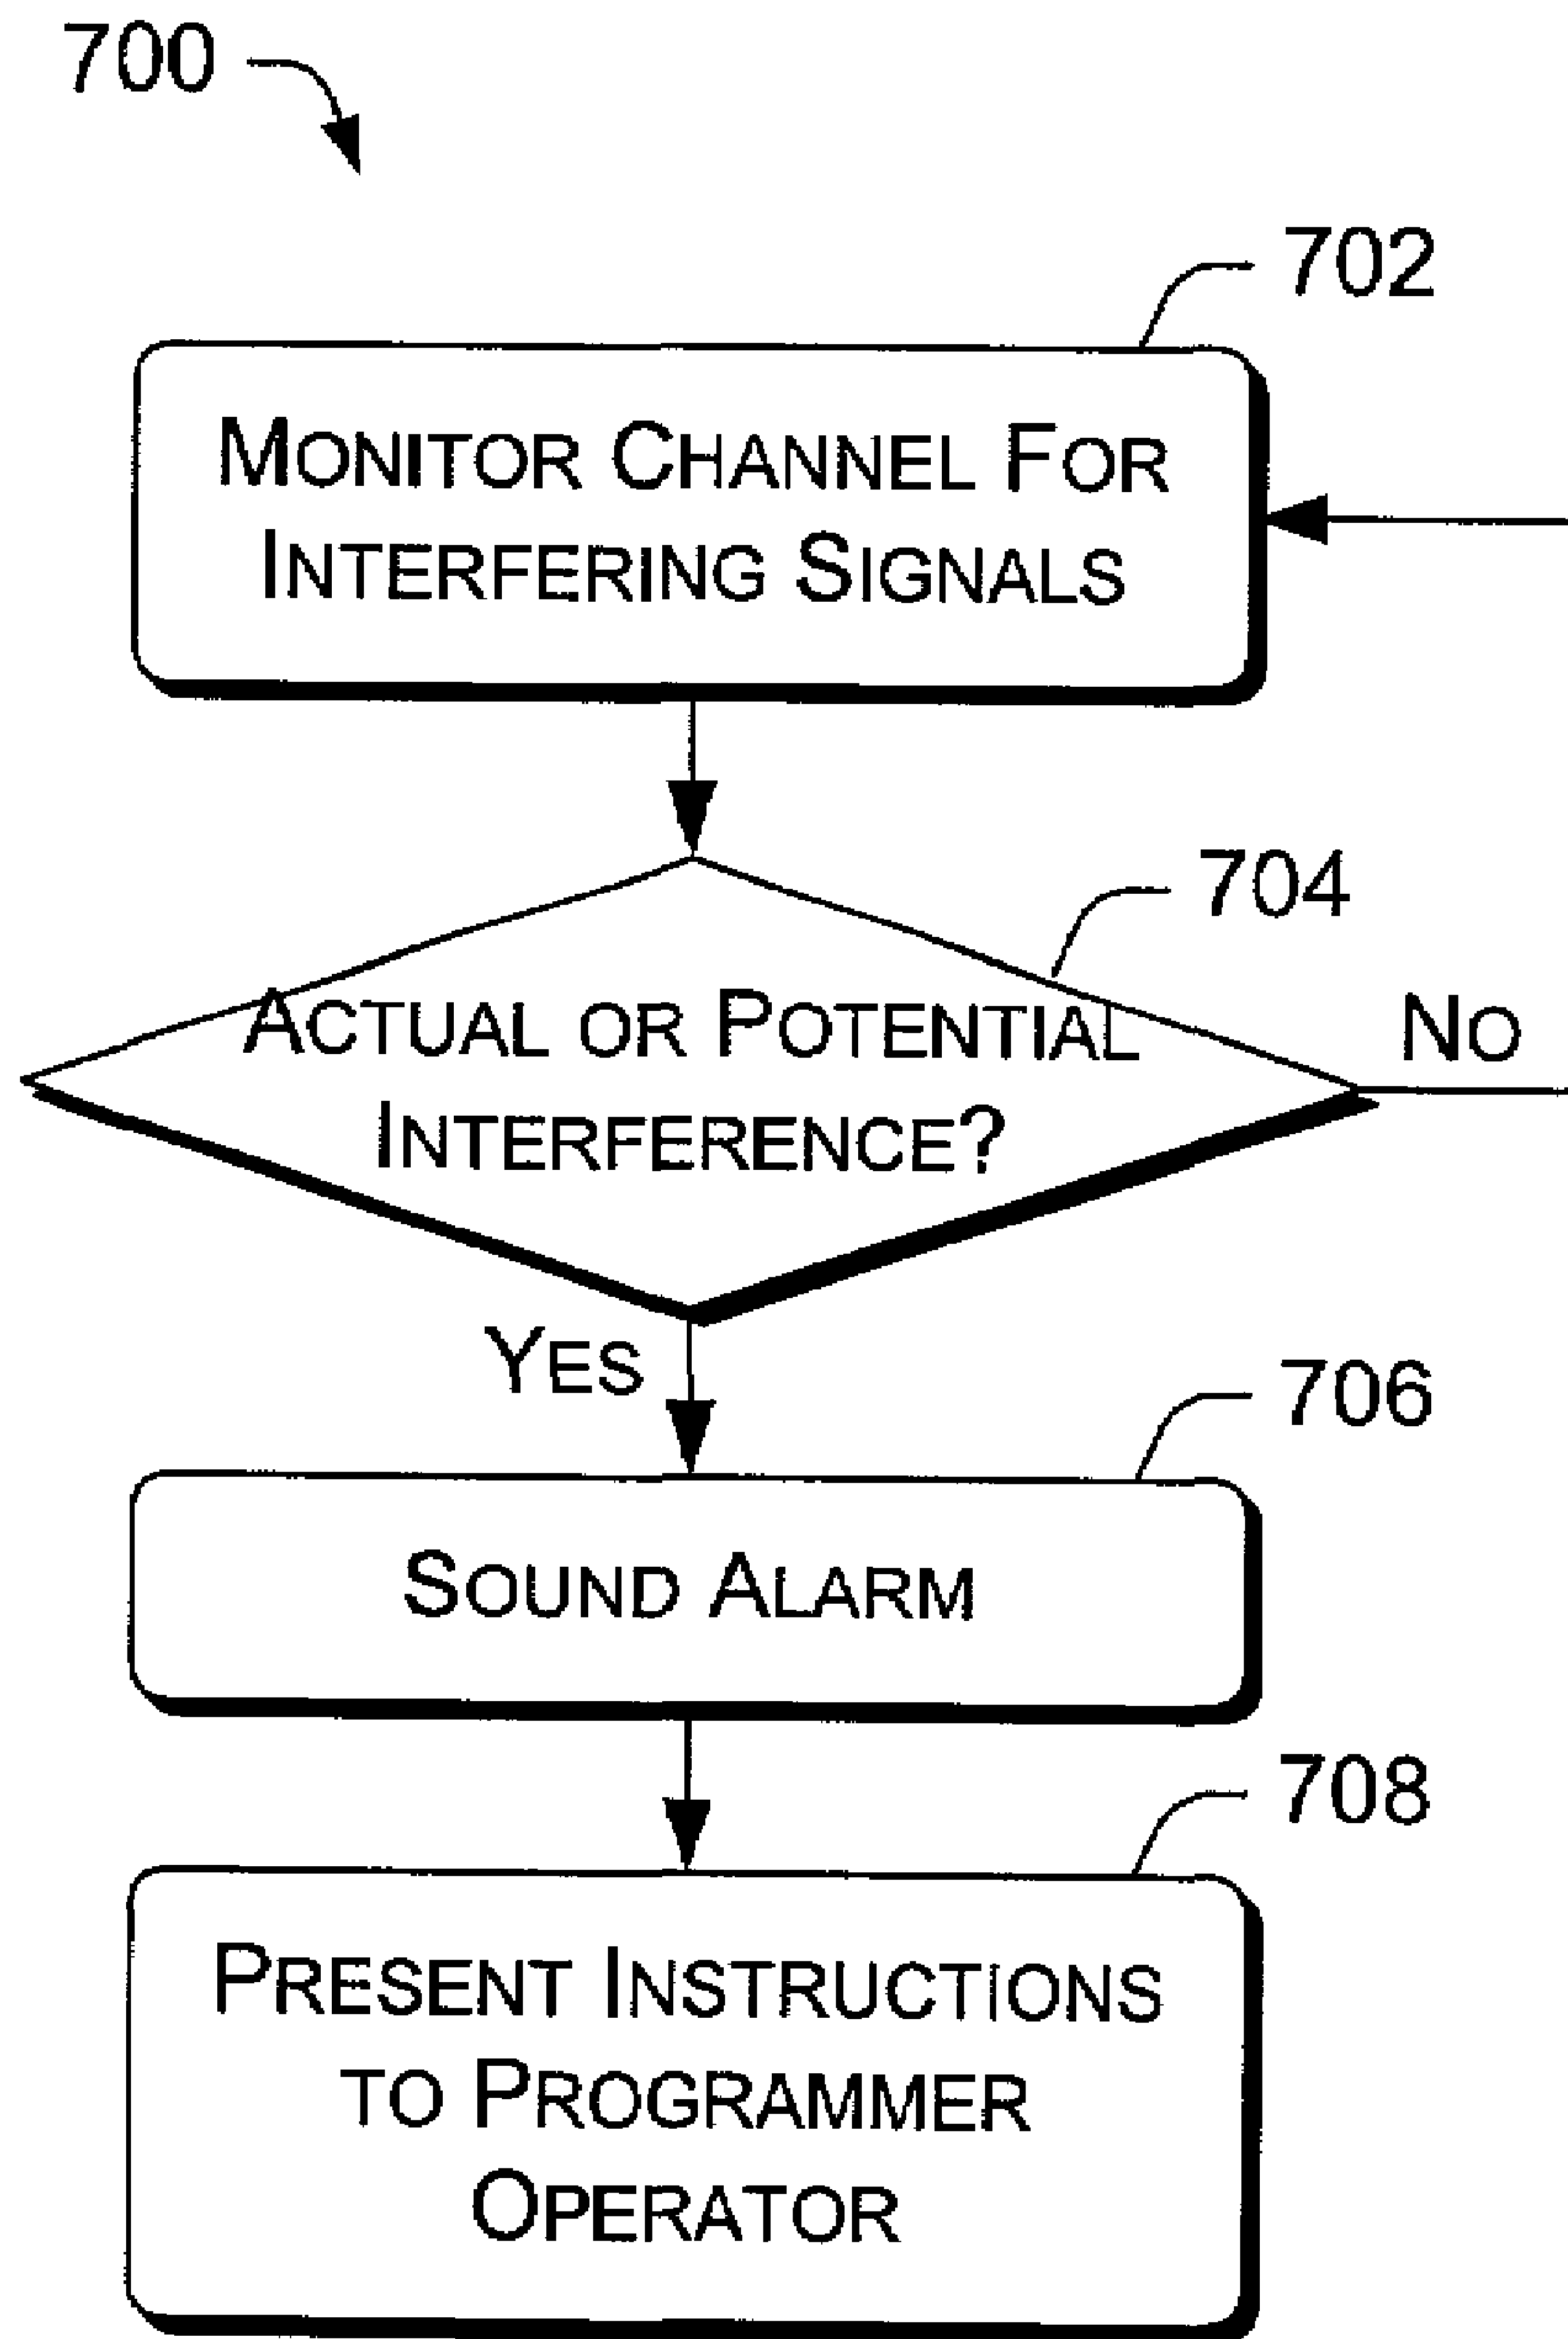 700
702
MONITOR CHANNEL FOR
INTERFERING SIGNALS
704
ACTUAL OR POTENTIAL
INTERFERENCE?
NO
YES
706
SOUND ALARM
708
PRESENT INSTRUCTIONS
TO PROGRAMMER
OPERATOR